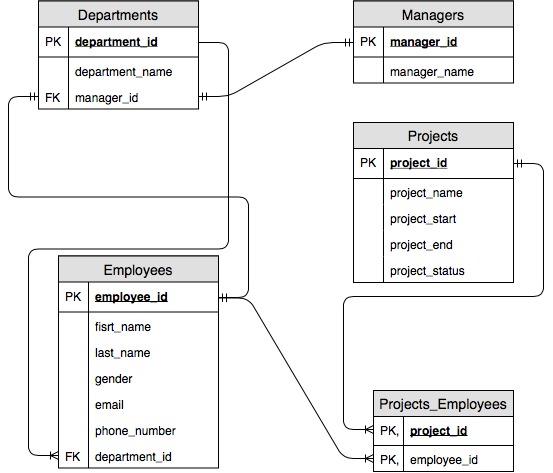 Departments
PK department_id
department_name
FK manager_id
Managers
PK manager_id
manager_name
Projects
PK project_id
project_name
project_start
project_end
project_status
Employees
PK employee_id
fisrt_name
last_name
gender
email
phone_number
FK department_id
Projects_Employees
PK, project_id
PK, employee_id